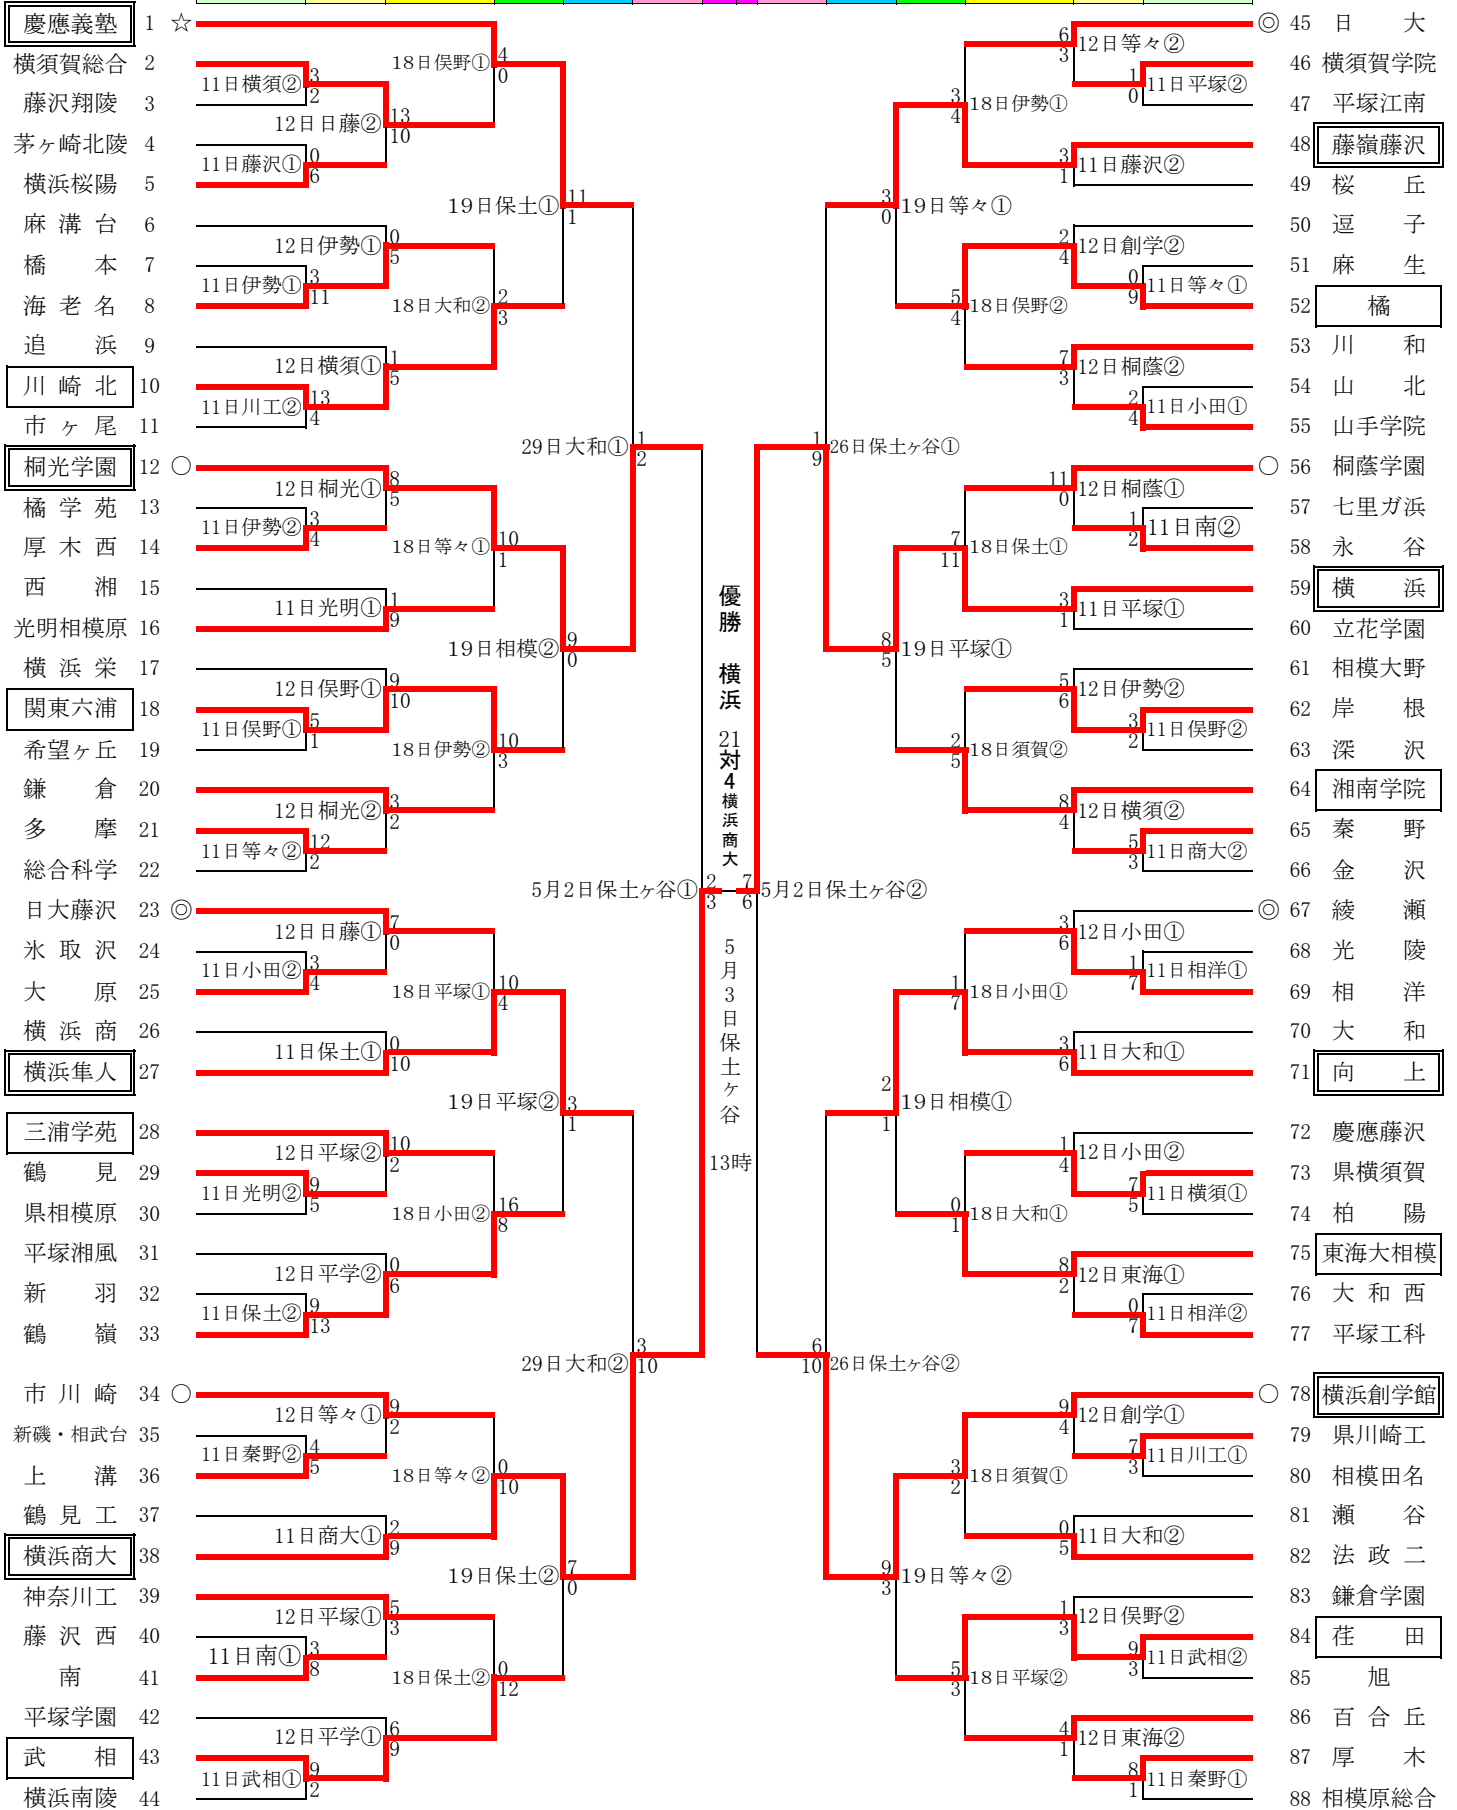 慶應義塾 1 ☆
横須賀総合 2
藤沢翔陵 3
茅ヶ崎北陵 4
横浜桜陽 5
麻溝台 6
橋本 7
海老名 8
追浜 9
川崎北 10
市ヶ尾 11
桐光学園 12 ○
橘学苑 13
厚木西 14
西湘 15
光明相模原 16
横浜栄 17
関東六浦 18
希望ヶ丘 19
鎌倉 20
多摩 21
総合科学 22
日大藤沢 23 ◎
氷取沢 24
大原 25
横浜商 26
横浜隼人 27
三浦学苑 28
鶴見 29
県相模原 30
平塚湘風 31
新羽 32
鶴嶺 33
市川崎 34 ○
新磯・相武台 35
上溝 36
鶴見工 37
横浜商大 38
神奈川工 39
藤沢西 40
南 41
平塚学園 42
武相 43
横浜南陵 44
11日横須② 3 2
11日藤沢① 0 6
11日伊勢① 3 11
11日川工② 13 4
11日伊勢② 3 4
11日俣野① 5 1
11日等々② 12 2
11日小田② 3 4
11日光明② 9 5
11日保土② 9 13
11日秦野② 4 5
11日南① 3 8
11日武相① 9 2
12日日藤② 13 10
12日伊勢① 0 5
12日横須① 1 5
12日桐光① 8 5
11日光明① 1 9
12日俣野① 9 10
12日桐光② 3 2
12日日藤① 7 0
11日保土① 0 10
12日平塚② 10 2
12日平学② 0 6
12日等々① 9 2
11日商大① 2 9
12日平塚① 5 3
12日平学① 6 9
18日俣野① 4 0
18日大和② 2 3
18日等々① 10 1
18日伊勢② 10 3
18日平塚① 10 4
18日小田② 16 8
18日等々② 0 10
18日保土② 0 12
19日保土① 11 1
19日相模② 9 0
19日平塚② 3 1
19日保土② 7 0
29日大和① 1 2
29日大和② 3 10
5月2日保土ヶ谷① 2 3
優勝 横浜 21対4横浜商大
5月3日保土ヶ谷
13時
7 6 5月2日保土ヶ谷②
1 9 26日保土ヶ谷①
6 10 26日保土ヶ谷②
3 0 19日等々①
8 5 19日平塚①
2 1 19日相模①
9 3 19日等々②
3 4 18日伊勢①
5 4 18日俣野②
7 11 18日保土①
2 5 18日須賀②
1 7 18日小田①
0 1 18日大和①
3 2 18日須賀①
5 3 18日平塚②
6 3 12日等々②
3 1 11日藤沢②
2 4 12日創学②
7 3 12日桐蔭②
11 0 12日桐蔭①
3 1 11日平塚①
5 6 12日伊勢②
8 4 12日横須②
3 6 12日小田①
3 6 11日大和①
1 4 12日小田②
8 2 12日東海①
9 4 12日創学①
0 5 11日大和②
1 3 12日俣野②
4 1 12日東海②
1 0 11日平塚②
0 9 11日等々①
2 4 11日小田①
1 2 11日南②
3 2 11日俣野②
5 3 11日商大②
1 7 11日相洋①
7 5 11日横須①
0 7 11日相洋②
7 3 11日川工①
9 3 11日武相②
8 1 11日秦野①
◎ 45 日大
46 横須賀学院
47 平塚江南
48 藤嶺藤沢
49 桜丘
50 逗子
51 麻生
52 橘
53 川和
54 山北
55 山手学院
○ 56 桐蔭学園
57 七里ガ浜
58 永谷
59 横浜
60 立花学園
61 相模大野
62 岸根
63 深沢
64 湘南学院
65 秦野
66 金沢
◎ 67 綾瀬
68 光陵
69 相洋
70 大和
71 向上
72 慶應藤沢
73 県横須賀
74 柏陽
75 東海大相模
76 大和西
77 平塚工科
○ 78 横浜創学館
79 県川崎工
80 相模田名
81 瀬谷
82 法政二
83 鎌倉学園
84 荏田
85 旭
86 百合丘
87 厚木
88 相模原総合